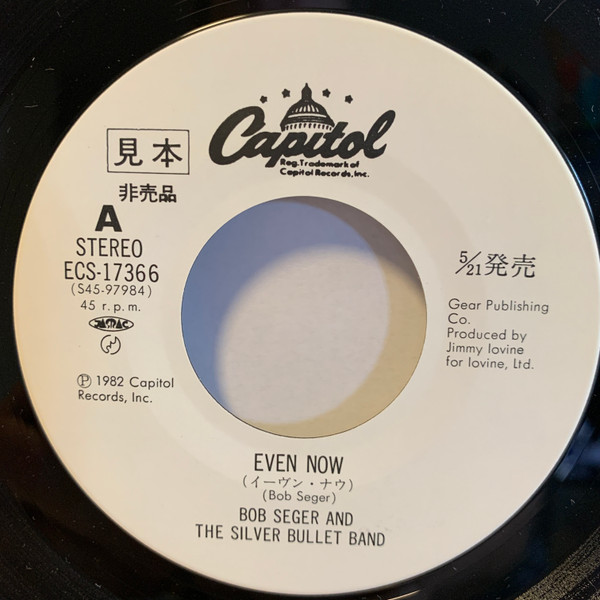 Capitol
Reg. Trademark of
Capitol Records, Inc.
見本
非売品
A
STEREO
ECS-17366
(S45-97984)
45 r.p.m.
JASRAC
℗ 1982 Capitol
Records, Inc.
5/21発売
Gear Publishing
Co.
Produced by
Jimmy Iovine
for Iovine, Ltd.
EVEN NOW
(イーヴン・ナウ)
(Bob Seger)
BOB SEGER AND
THE SILVER BULLET BAND